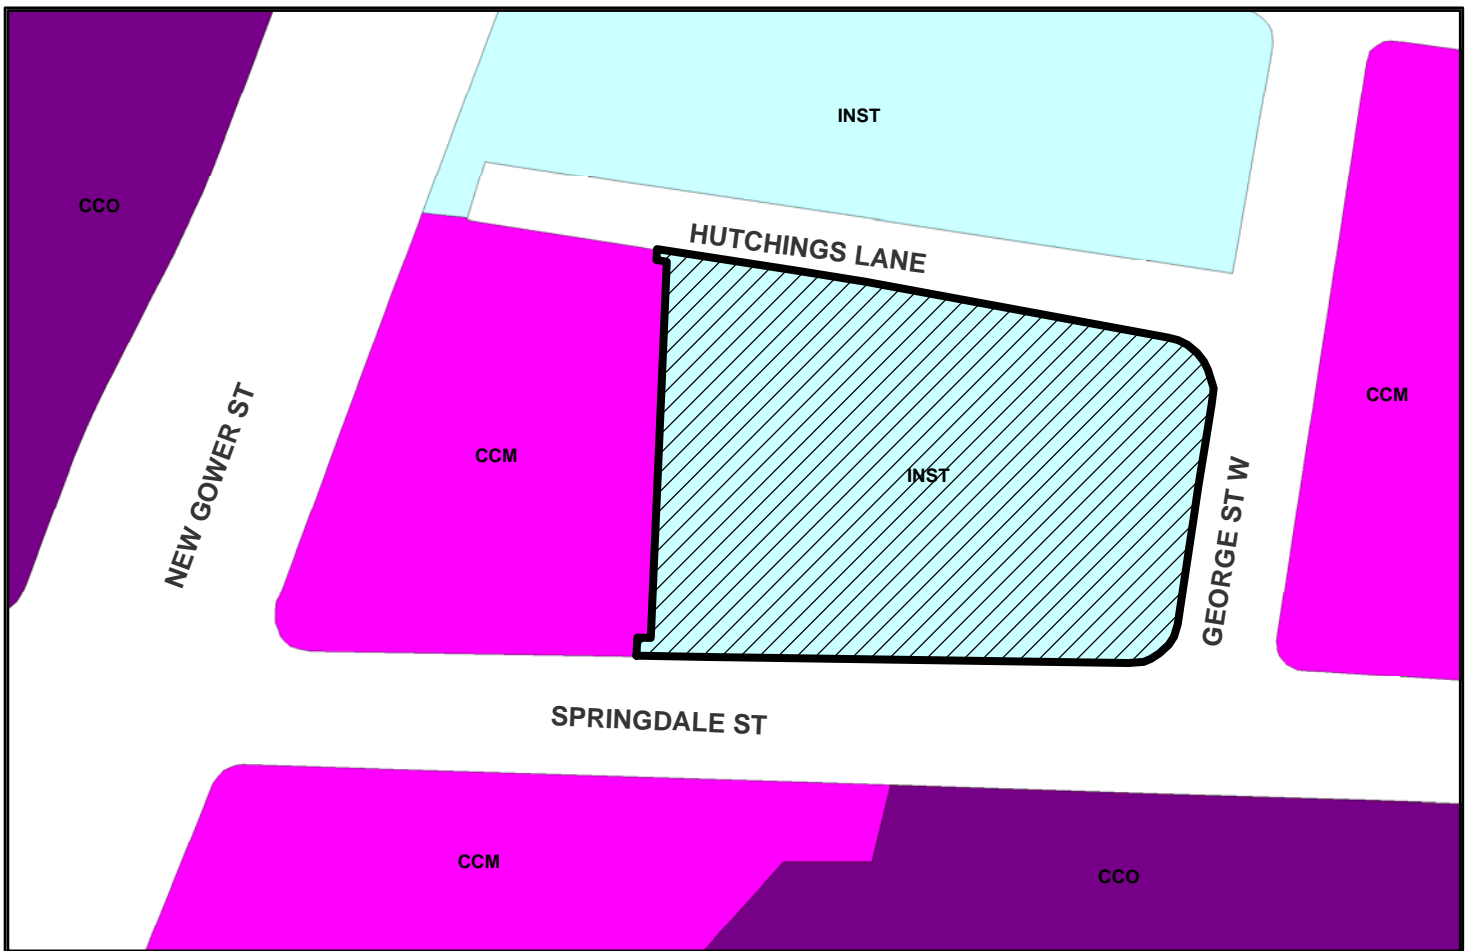 INST
CCO
HUTCHINGS LANE
CCM
NEW GOWER ST
CCM
INST
GEORGE ST W
SPRINGDALE ST
CCM
CCO